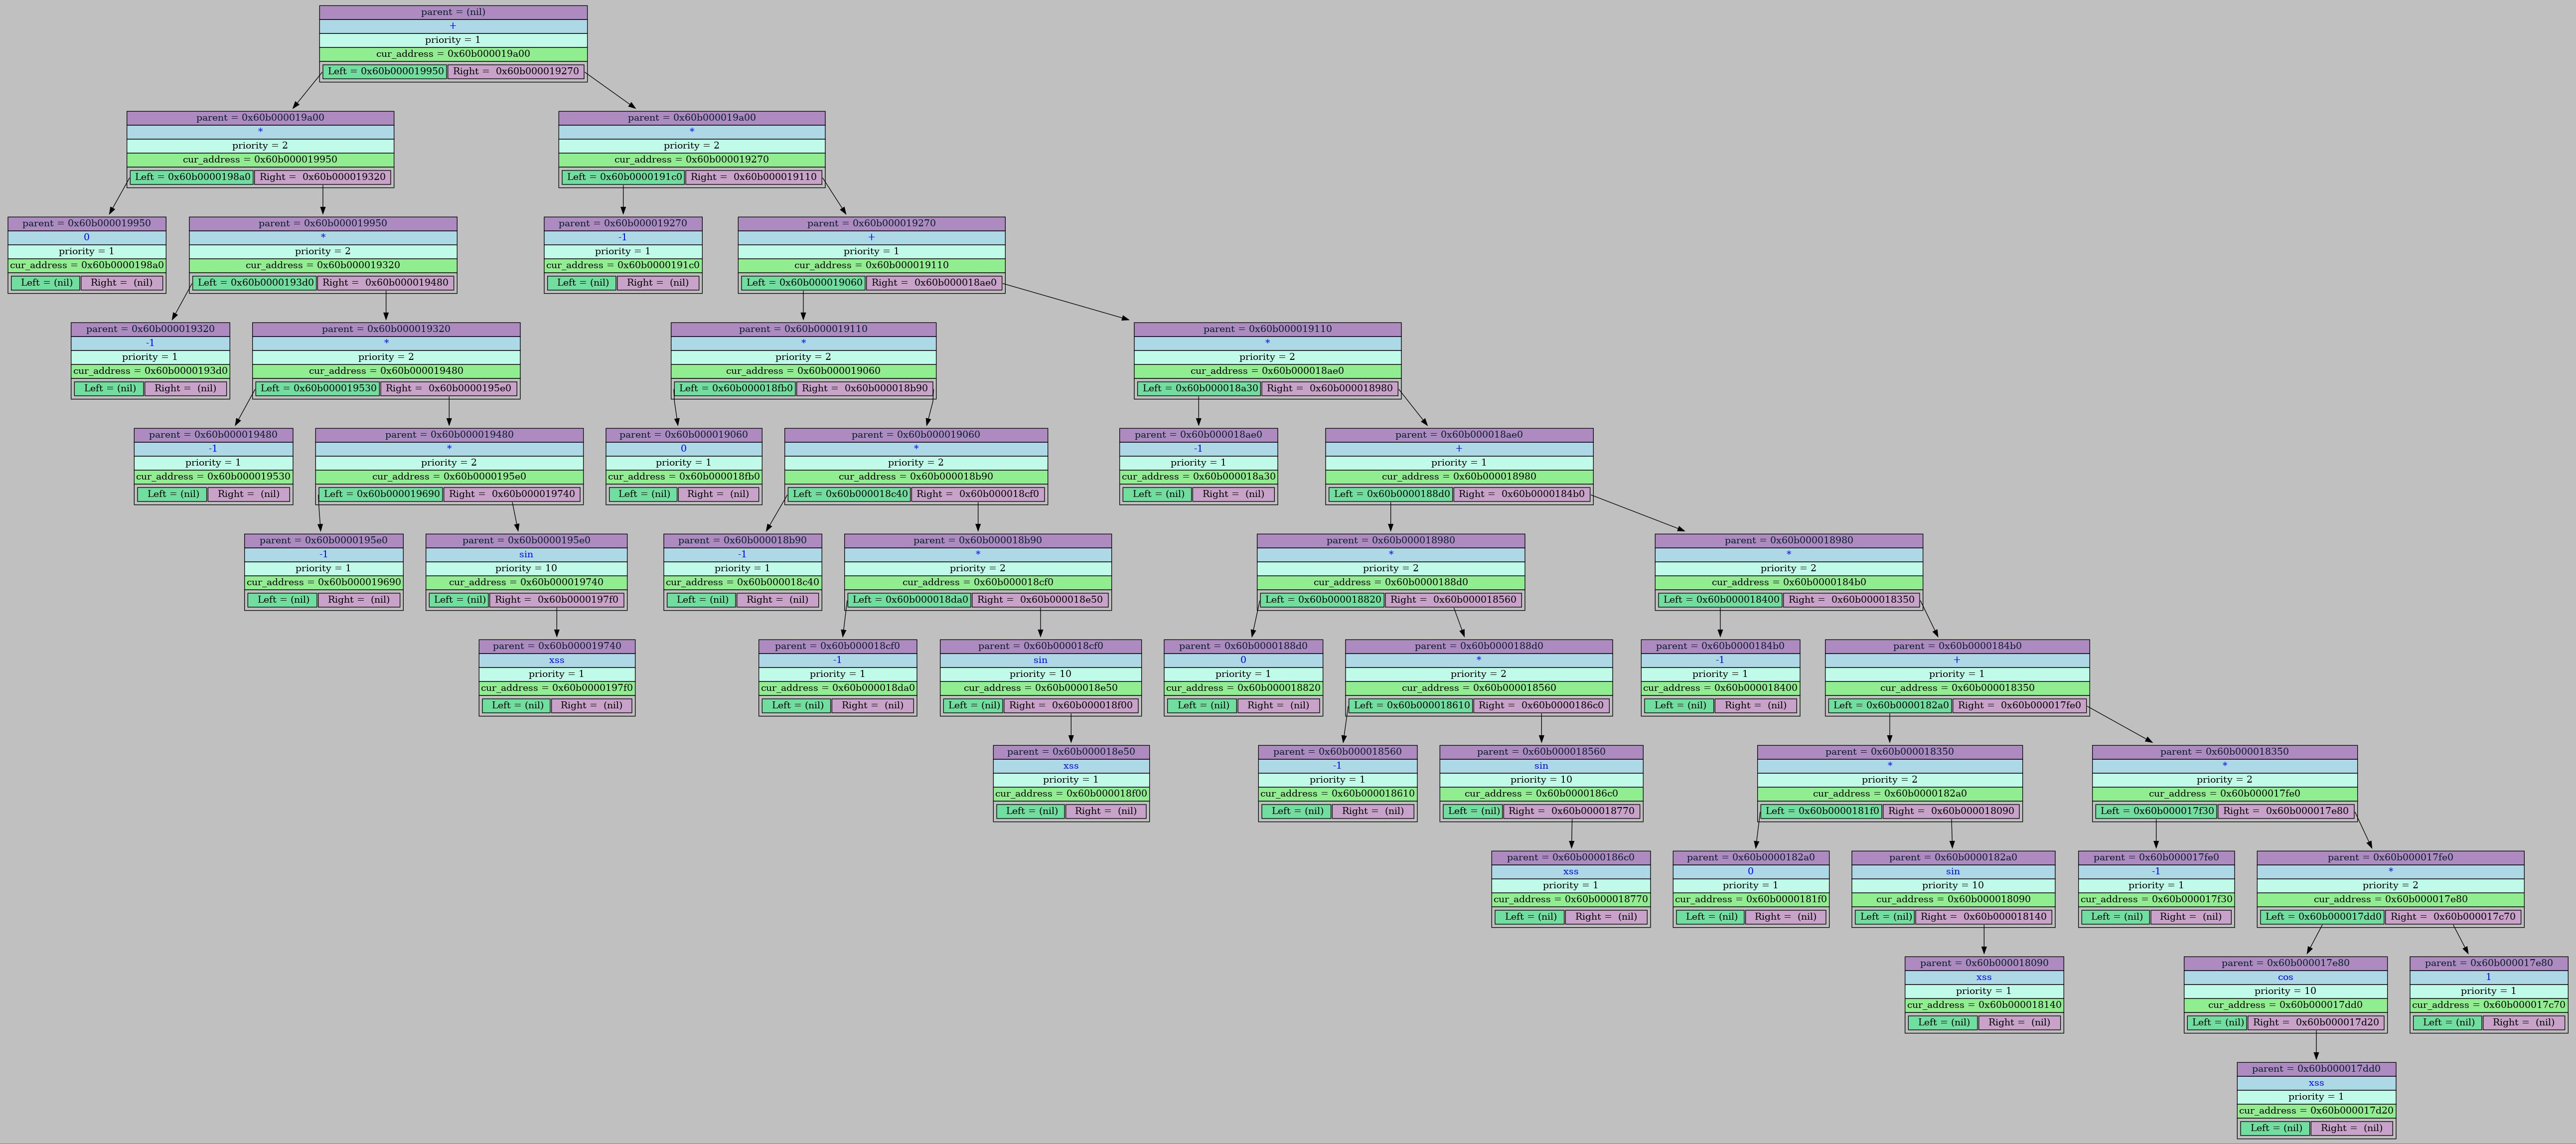 parent = (nil)
+
priority = 1
cur_address = 0x60b000019a00
Left = 0x60b000019950 Right = 0x60b000019270
parent = 0x60b000019a00
*
priority = 2
cur_address = 0x60b000019950
Left = 0x60b0000198a0 Right = 0x60b000019320
parent = 0x60b000019a00
*
priority = 2
cur_address = 0x60b000019270
Left = 0x60b0000191c0 Right = 0x60b000019110
parent = 0x60b000019950
0
priority = 1
cur_address = 0x60b0000198a0
Left = (nil) Right = (nil)
parent = 0x60b000019950
*
priority = 2
cur_address = 0x60b000019320
Left = 0x60b0000193d0 Right = 0x60b000019480
parent = 0x60b000019270
-1
priority = 1
cur_address = 0x60b0000191c0
Left = (nil) Right = (nil)
parent = 0x60b000019270
+
priority = 1
cur_address = 0x60b000019110
Left = 0x60b000019060 Right = 0x60b000018ae0
parent = 0x60b000019320
-1
priority = 1
cur_address = 0x60b0000193d0
Left = (nil) Right = (nil)
parent = 0x60b000019320
*
priority = 2
cur_address = 0x60b000019480
Left = 0x60b000019530 Right = 0x60b0000195e0
parent = 0x60b000019110
*
priority = 2
cur_address = 0x60b000019060
Left = 0x60b000018fb0 Right = 0x60b000018b90
parent = 0x60b000019110
*
priority = 2
cur_address = 0x60b000018ae0
Left = 0x60b000018a30 Right = 0x60b000018980
parent = 0x60b000019480
-1
priority = 1
cur_address = 0x60b000019530
Left = (nil) Right = (nil)
parent = 0x60b000019480
*
priority = 2
cur_address = 0x60b0000195e0
Left = 0x60b000019690 Right = 0x60b000019740
parent = 0x60b000019060
0
priority = 1
cur_address = 0x60b000018fb0
Left = (nil) Right = (nil)
parent = 0x60b000019060
*
priority = 2
cur_address = 0x60b000018b90
Left = 0x60b000018c40 Right = 0x60b000018cf0
parent = 0x60b000018ae0
-1
priority = 1
cur_address = 0x60b000018a30
Left = (nil) Right = (nil)
parent = 0x60b000018ae0
+
priority = 1
cur_address = 0x60b000018980
Left = 0x60b0000188d0 Right = 0x60b0000184b0
parent = 0x60b0000195e0
-1
priority = 1
cur_address = 0x60b000019690
Left = (nil) Right = (nil)
parent = 0x60b0000195e0
sin
priority = 10
cur_address = 0x60b000019740
Left = (nil) Right = 0x60b0000197f0
parent = 0x60b000018b90
-1
priority = 1
cur_address = 0x60b000018c40
Left = (nil) Right = (nil)
parent = 0x60b000018b90
*
priority = 2
cur_address = 0x60b000018cf0
Left = 0x60b000018da0 Right = 0x60b000018e50
parent = 0x60b000018980
*
priority = 2
cur_address = 0x60b0000188d0
Left = 0x60b000018820 Right = 0x60b000018560
parent = 0x60b000018980
*
priority = 2
cur_address = 0x60b0000184b0
Left = 0x60b000018400 Right = 0x60b000018350
parent = 0x60b000019740
xss
priority = 1
cur_address = 0x60b0000197f0
Left = (nil) Right = (nil)
parent = 0x60b000018cf0
-1
priority = 1
cur_address = 0x60b000018da0
Left = (nil) Right = (nil)
parent = 0x60b000018cf0
sin
priority = 10
cur_address = 0x60b000018e50
Left = (nil) Right = 0x60b000018f00
parent = 0x60b0000188d0
0
priority = 1
cur_address = 0x60b000018820
Left = (nil) Right = (nil)
parent = 0x60b0000188d0
*
priority = 2
cur_address = 0x60b000018560
Left = 0x60b000018610 Right = 0x60b0000186c0
parent = 0x60b0000184b0
-1
priority = 1
cur_address = 0x60b000018400
Left = (nil) Right = (nil)
parent = 0x60b0000184b0
+
priority = 1
cur_address = 0x60b000018350
Left = 0x60b0000182a0 Right = 0x60b000017fe0
parent = 0x60b000018e50
xss
priority = 1
cur_address = 0x60b000018f00
Left = (nil) Right = (nil)
parent = 0x60b000018560
-1
priority = 1
cur_address = 0x60b000018610
Left = (nil) Right = (nil)
parent = 0x60b000018560
sin
priority = 10
cur_address = 0x60b0000186c0
Left = (nil) Right = 0x60b000018770
parent = 0x60b000018350
*
priority = 2
cur_address = 0x60b0000182a0
Left = 0x60b0000181f0 Right = 0x60b000018090
parent = 0x60b000018350
*
priority = 2
cur_address = 0x60b000017fe0
Left = 0x60b000017f30 Right = 0x60b000017e80
parent = 0x60b0000186c0
xss
priority = 1
cur_address = 0x60b000018770
Left = (nil) Right = (nil)
parent = 0x60b0000182a0
0
priority = 1
cur_address = 0x60b0000181f0
Left = (nil) Right = (nil)
parent = 0x60b0000182a0
sin
priority = 10
cur_address = 0x60b000018090
Left = (nil) Right = 0x60b000018140
parent = 0x60b000017fe0
-1
priority = 1
cur_address = 0x60b000017f30
Left = (nil) Right = (nil)
parent = 0x60b000017fe0
*
priority = 2
cur_address = 0x60b000017e80
Left = 0x60b000017dd0 Right = 0x60b000017c70
parent = 0x60b000018090
xss
priority = 1
cur_address = 0x60b000018140
Left = (nil) Right = (nil)
parent = 0x60b000017e80
cos
priority = 10
cur_address = 0x60b000017dd0
Left = (nil) Right = 0x60b000017d20
parent = 0x60b000017e80
1
priority = 1
cur_address = 0x60b000017c70
Left = (nil) Right = (nil)
parent = 0x60b000017dd0
xss
priority = 1
cur_address = 0x60b000017d20
Left = (nil) Right = (nil)